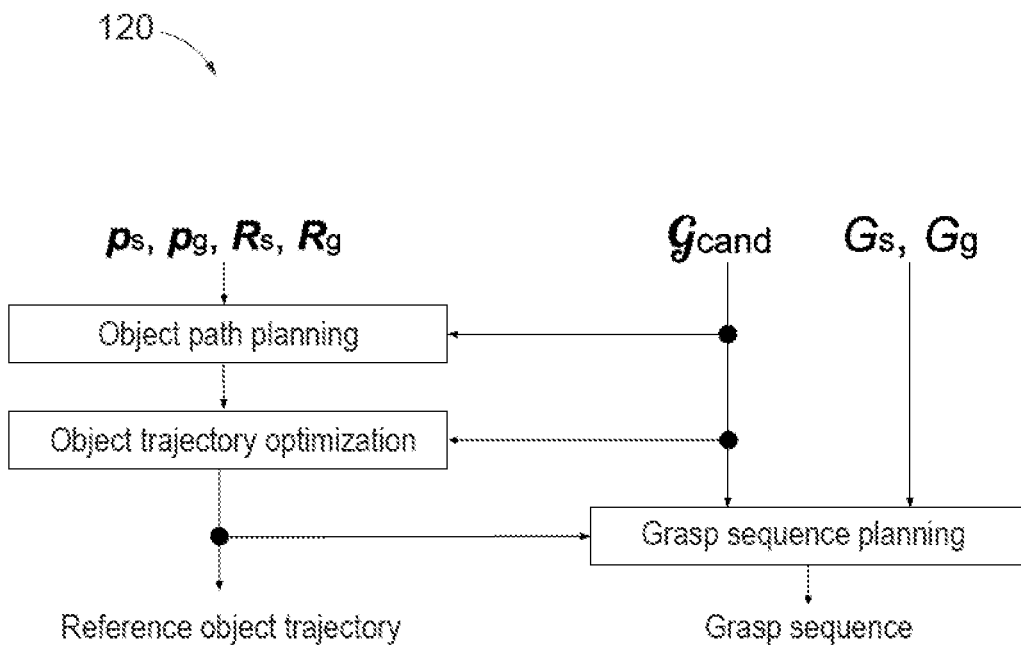 120
ps, pg, Rs, Rg
𝒢cand
Gs, Gg
Object path planning
Object trajectory optimization
Grasp sequence planning
Reference object trajectory
Grasp sequence